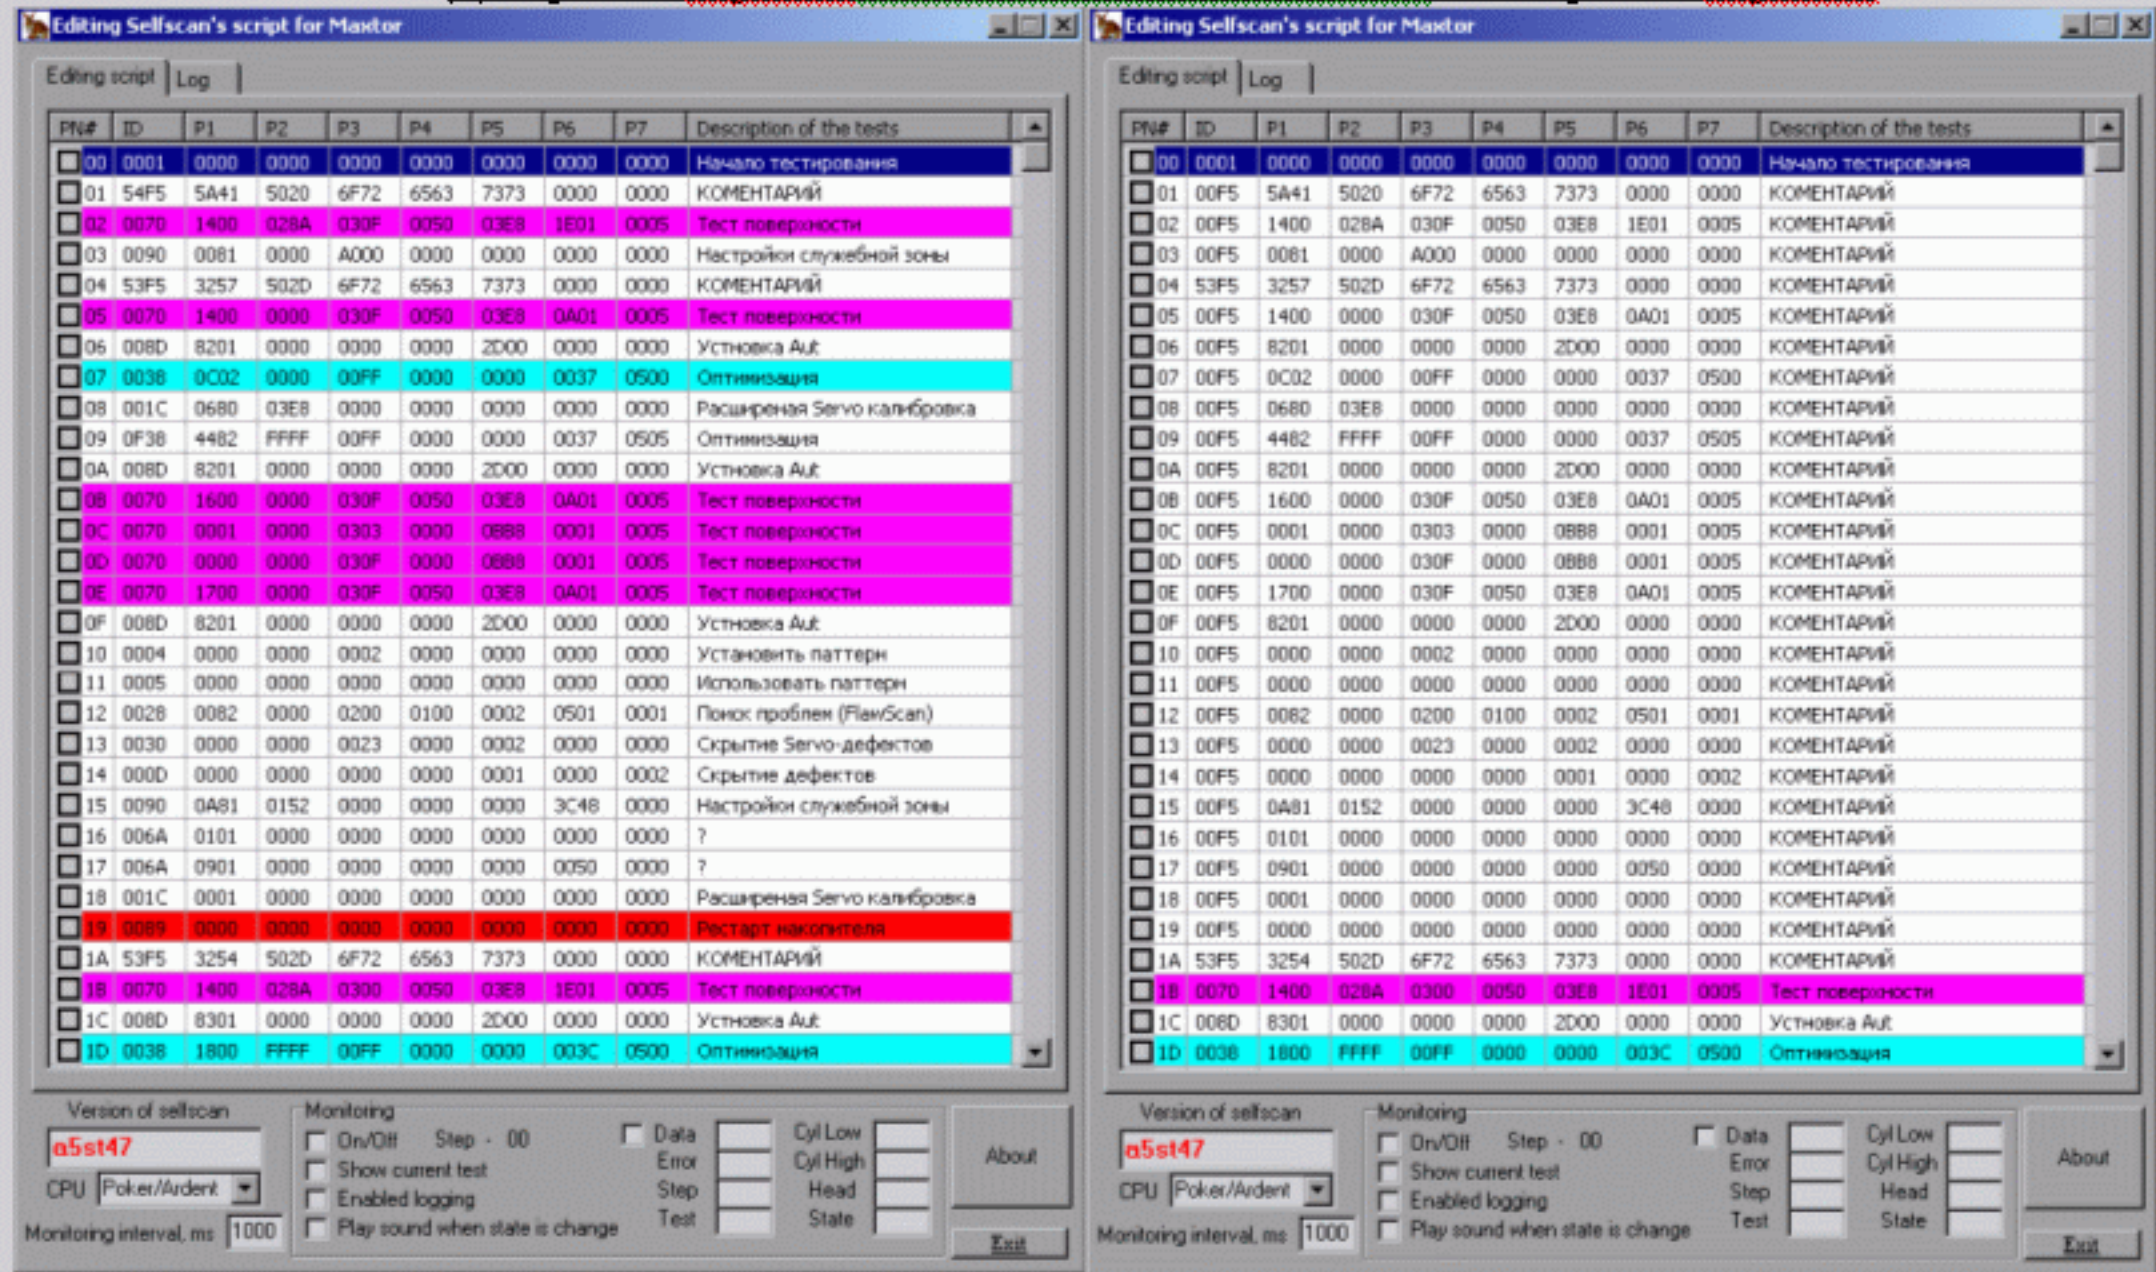 Editing Selfscan's script for Maxtor
Editing script Log
PN# ID P1 P2 P3 P4 P5 P6 P7 Description of the tests
00 0001 0000 0000 0000 0000 0000 0000 0000 Начало тестирования
01 54F5 5A41 5020 6F72 6563 7373 0000 0000 КОМЕНТАРИЙ
02 0070 1400 028A 030F 0050 03E8 1E01 0005 Тест поверхности
03 0090 0081 0000 A000 0000 0000 0000 0000 Настройки служебной зоны
04 53F5 3257 502D 6F72 6563 7373 0000 0000 КОМЕНТАРИЙ
05 0070 1400 0000 030F 0050 03E8 0A01 0005 Тест поверхности
06 008D 8201 0000 0000 0000 2D00 0000 0000 Устновка Aut
07 0038 0C02 0000 00FF 0000 0000 0037 0500 Оптимизация
08 001C 0680 03E8 0000 0000 0000 0000 0000 Расширеная Servo калибровка
09 0F38 4482 FFFF 00FF 0000 0000 0037 0505 Оптимизация
0A 008D 8201 0000 0000 0000 2D00 0000 0000 Устновка Aut
0B 0070 1600 0000 030F 0050 03E8 0A01 0005 Тест поверхности
0C 0070 0001 0000 0303 0000 0BB8 0001 0005 Тест поверхности
0D 0070 0000 0000 030F 0000 0BB8 0001 0005 Тест поверхности
0E 0070 1700 0000 030F 0050 03E8 0A01 0005 Тест поверхности
0F 008D 8201 0000 0000 0000 2D00 0000 0000 Устновка Aut
10 0004 0000 0000 0002 0000 0000 0000 0000 Установить паттерн
11 0005 0000 0000 0000 0000 0000 0000 0000 Использовать паттерн
12 0028 0082 0000 0200 0100 0002 0501 0001 Поиск проблем (FlawScan)
13 0030 0000 0000 0023 0000 0002 0000 0000 Скрытие Servo-дефектов
14 000D 0000 0000 0000 0000 0001 0000 0002 Скрытие дефектов
15 0090 0A81 0152 0000 0000 0000 3C48 0000 Настройки служебной зоны
16 006A 0101 0000 0000 0000 0000 0000 0000 ?
17 006A 0901 0000 0000 0000 0000 0050 0000 ?
18 001C 0001 0000 0000 0000 0000 0000 0000 Расширеная Servo калибровка
19 0089 0000 0000 0000 0000 0000 0000 0000 Рестарт накопителя
1A 53F5 3254 502D 6F72 6563 7373 0000 0000 КОМЕНТАРИЙ
1B 0070 1400 028A 0300 0050 03E8 1E01 0005 Тест поверхности
1C 008D 8301 0000 0000 0000 2D00 0000 0000 Устновка Aut
1D 0038 1800 FFFF 00FF 0000 0000 003C 0500 Оптимизация
Version of selfscan
a5st47
CPU Poker/Ardent
Monitoring interval, ms 1000
Monitoring
On/Off Step - 00
Show current test
Enabled logging
Play sound when state is change
Data Cyl Low
Error Cyl High
Step Head
Test State
About
Exit
Editing Selfscan's script for Maxtor
Editing script Log
PN# ID P1 P2 P3 P4 P5 P6 P7 Description of the tests
00 0001 0000 0000 0000 0000 0000 0000 0000 Начало тестирования
01 00F5 5A41 5020 6F72 6563 7373 0000 0000 КОМЕНТАРИЙ
02 00F5 1400 028A 030F 0050 03E8 1E01 0005 КОМЕНТАРИЙ
03 00F5 0081 0000 A000 0000 0000 0000 0000 КОМЕНТАРИЙ
04 53F5 3257 502D 6F72 6563 7373 0000 0000 КОМЕНТАРИЙ
05 00F5 1400 0000 030F 0050 03E8 0A01 0005 КОМЕНТАРИЙ
06 00F5 8201 0000 0000 0000 2D00 0000 0000 КОМЕНТАРИЙ
07 00F5 0C02 0000 00FF 0000 0000 0037 0500 КОМЕНТАРИЙ
08 00F5 0680 03E8 0000 0000 0000 0000 0000 КОМЕНТАРИЙ
09 00F5 4482 FFFF 00FF 0000 0000 0037 0505 КОМЕНТАРИЙ
0A 00F5 8201 0000 0000 0000 2D00 0000 0000 КОМЕНТАРИЙ
0B 00F5 1600 0000 030F 0050 03E8 0A01 0005 КОМЕНТАРИЙ
0C 00F5 0001 0000 0303 0000 0BB8 0001 0005 КОМЕНТАРИЙ
0D 00F5 0000 0000 030F 0000 0BB8 0001 0005 КОМЕНТАРИЙ
0E 00F5 1700 0000 030F 0050 03E8 0A01 0005 КОМЕНТАРИЙ
0F 00F5 8201 0000 0000 0000 2D00 0000 0000 КОМЕНТАРИЙ
10 00F5 0000 0000 0002 0000 0000 0000 0000 КОМЕНТАРИЙ
11 00F5 0000 0000 0000 0000 0000 0000 0000 КОМЕНТАРИЙ
12 00F5 0082 0000 0200 0100 0002 0501 0001 КОМЕНТАРИЙ
13 00F5 0000 0000 0023 0000 0002 0000 0000 КОМЕНТАРИЙ
14 00F5 0000 0000 0000 0000 0001 0000 0002 КОМЕНТАРИЙ
15 00F5 0A81 0152 0000 0000 0000 3C48 0000 КОМЕНТАРИЙ
16 00F5 0101 0000 0000 0000 0000 0000 0000 КОМЕНТАРИЙ
17 00F5 0901 0000 0000 0000 0000 0050 0000 КОМЕНТАРИЙ
18 00F5 0001 0000 0000 0000 0000 0000 0000 КОМЕНТАРИЙ
19 00F5 0000 0000 0000 0000 0000 0000 0000 КОМЕНТАРИЙ
1A 53F5 3254 502D 6F72 6563 7373 0000 0000 КОМЕНТАРИЙ
1B 0070 1400 028A 0300 0050 03E8 1E01 0005 Тест поверхности
1C 008D 8301 0000 0000 0000 2D00 0000 0000 Устновка Aut
1D 0038 1800 FFFF 00FF 0000 0000 003C 0500 Оптимизация
Version of selfscan
a5st47
CPU Poker/Ardent
Monitoring interval, ms 1000
Monitoring
On/Off Step - 00
Show current test
Enabled logging
Play sound when state is change
Data Cyl Low
Error Cyl High
Step Head
Test State
About
Exit